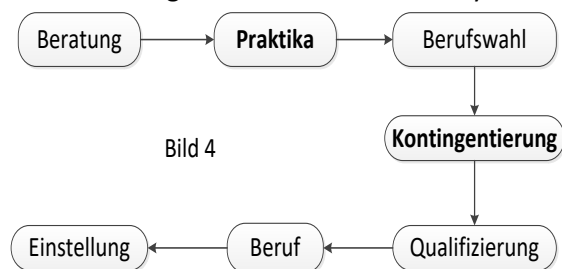 Beratung
Praktika
Berufswahl
Kontingentierung
Bild 4
Einstellung
Beruf
Qualifizierung